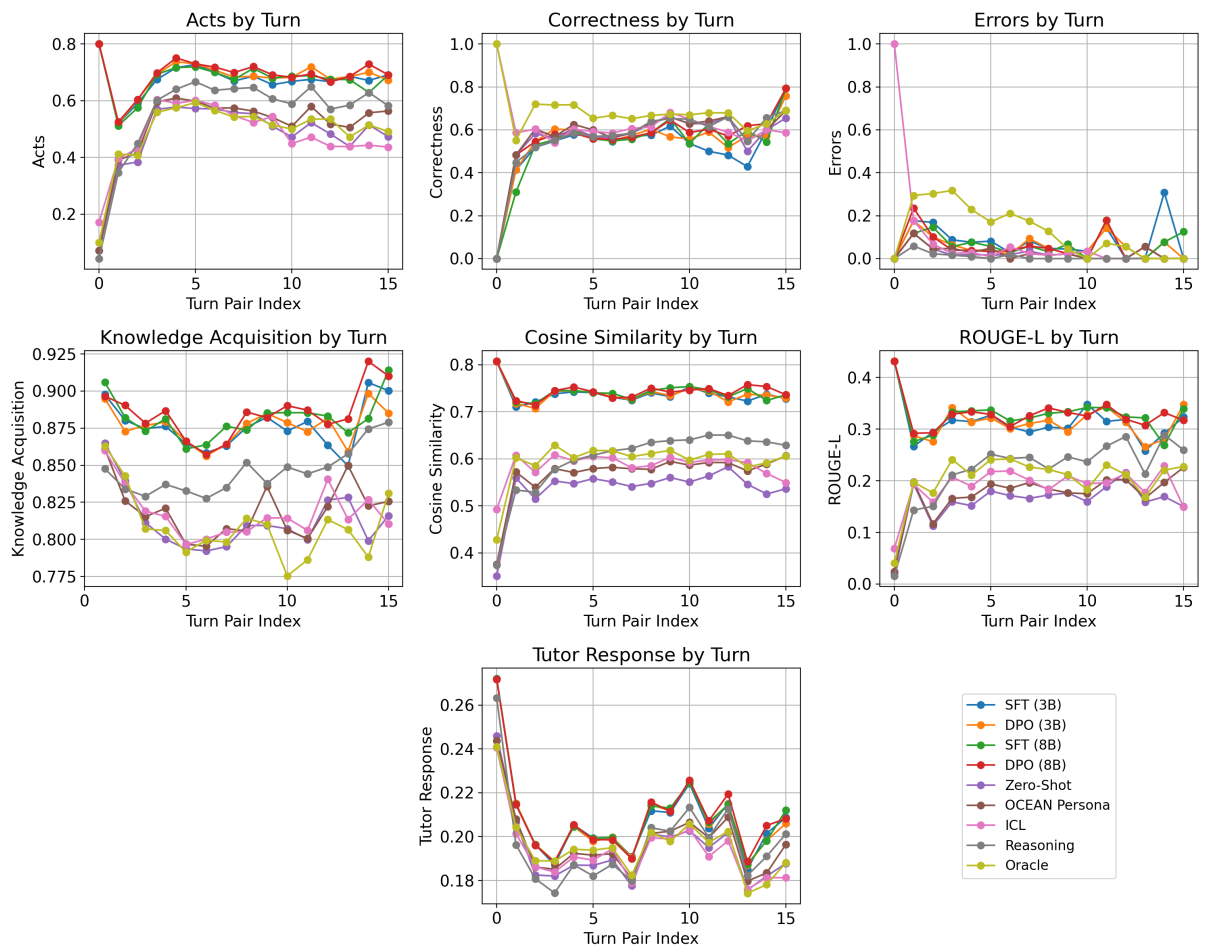 Acts by Turn
Acts
0.8
0.6
0.4
0.2
0
5
10
15
Turn Pair Index
Correctness by Turn
Correctness
1.0
0.8
0.6
0.4
0.2
0.0
0
5
10
15
Turn Pair Index
Errors by Turn
Errors
1.0
0.8
0.6
0.4
0.2
0.0
0
5
10
15
Turn Pair Index
Knowledge Acquisition by Turn
Knowledge Acquisition
0.925
0.900
0.875
0.850
0.825
0.800
0.775
0
5
10
15
Turn Pair Index
Cosine Similarity by Turn
Cosine Similarity
0.8
0.7
0.6
0.5
0.4
0
5
10
15
Turn Pair Index
ROUGE-L by Turn
ROUGE-L
0.4
0.3
0.2
0.1
0.0
0
5
10
15
Turn Pair Index
Tutor Response by Turn
Tutor Response
0.26
0.24
0.22
0.20
0.18
0
5
10
15
Turn Pair Index
SFT (3B)
DPO (3B)
SFT (8B)
DPO (8B)
Zero-Shot
OCEAN Persona
ICL
Reasoning
Oracle